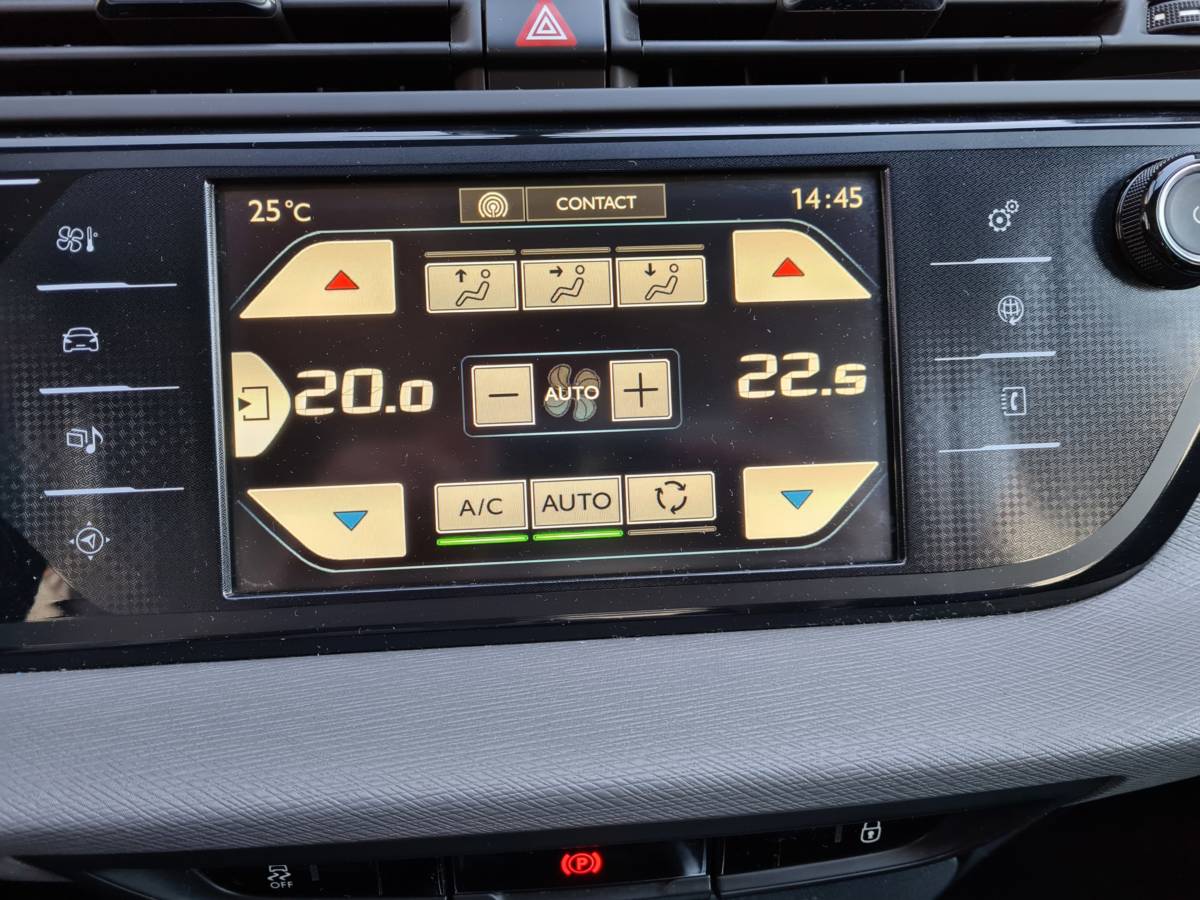 25°C CONTACT 14:45
20.0 AUTO 22.5
A/C AUTO
OFF P